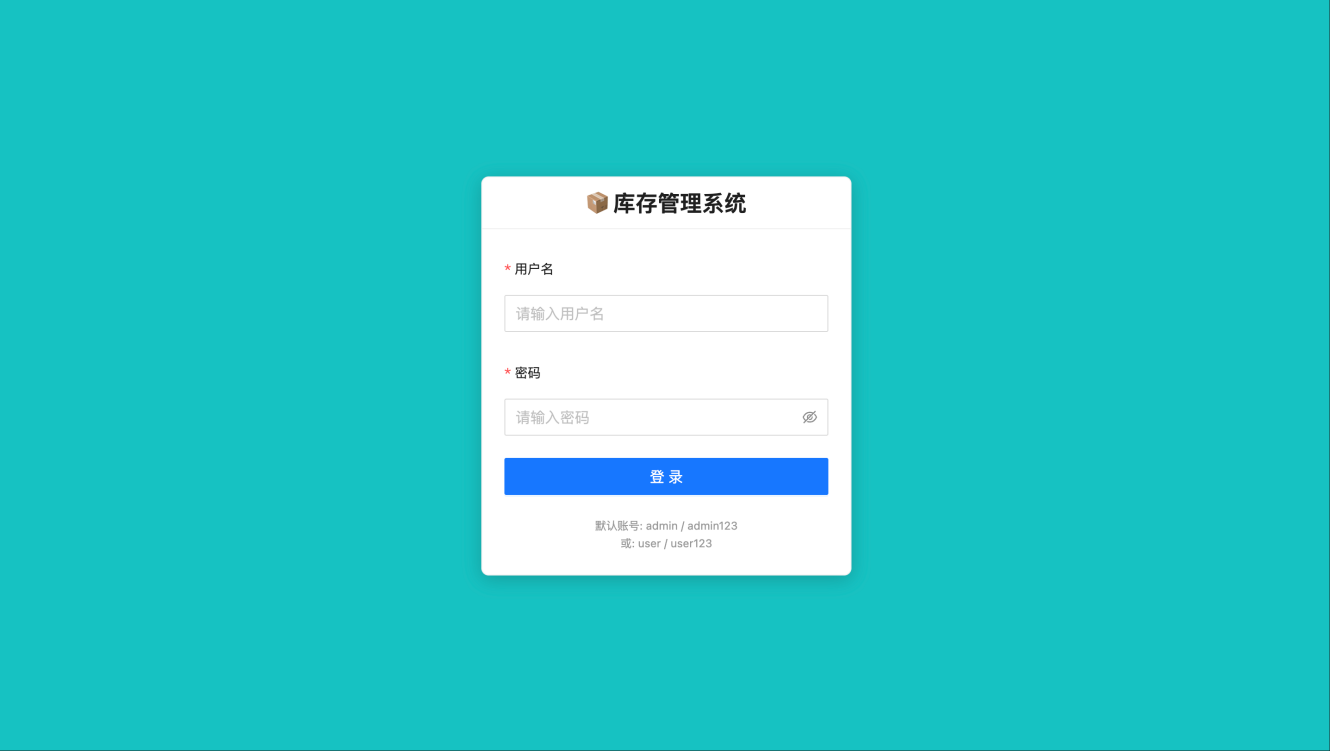 📦 库存管理系统
* 用户名
请输入用户名
* 密码
请输入密码
登 录
默认账号: admin / admin123
或: user / user123